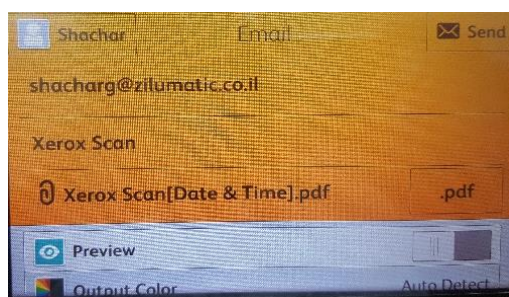 Shachar Email Send
shacharg@zilumatic.co.il
Xerox Scan
Xerox Scan[Date & Time].pdf .pdf
Preview
Output Color Auto Detect